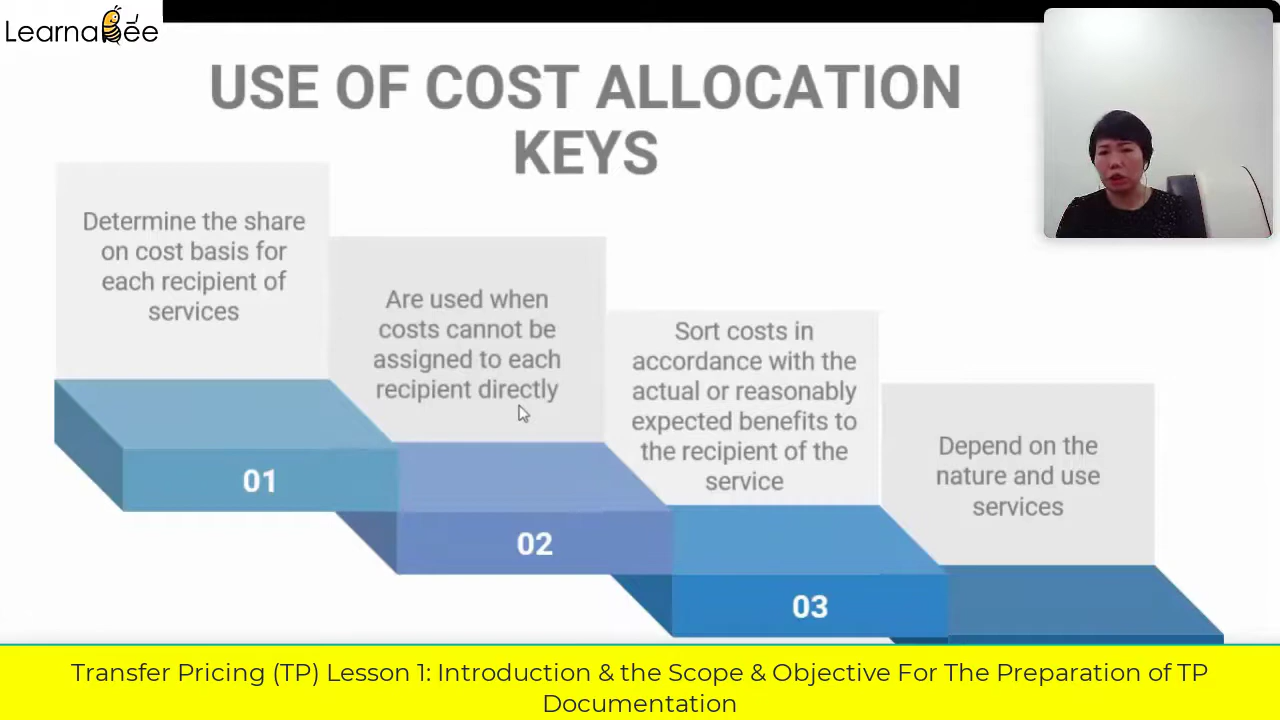 LearnaBee
USE OF COST ALLOCATION
KEYS
Determine the share
on cost basis for
each recipient of
services
01
Are used when
costs cannot be
assigned to each
recipient directly
02
Sort costs in
accordance with the
actual or reasonably
expected benefits to
the recipient of the
service
03
Depend on the
nature and use
services
Transfer Pricing (TP) Lesson 1: Introduction & the Scope & Objective For The Preparation of TP
Documentation